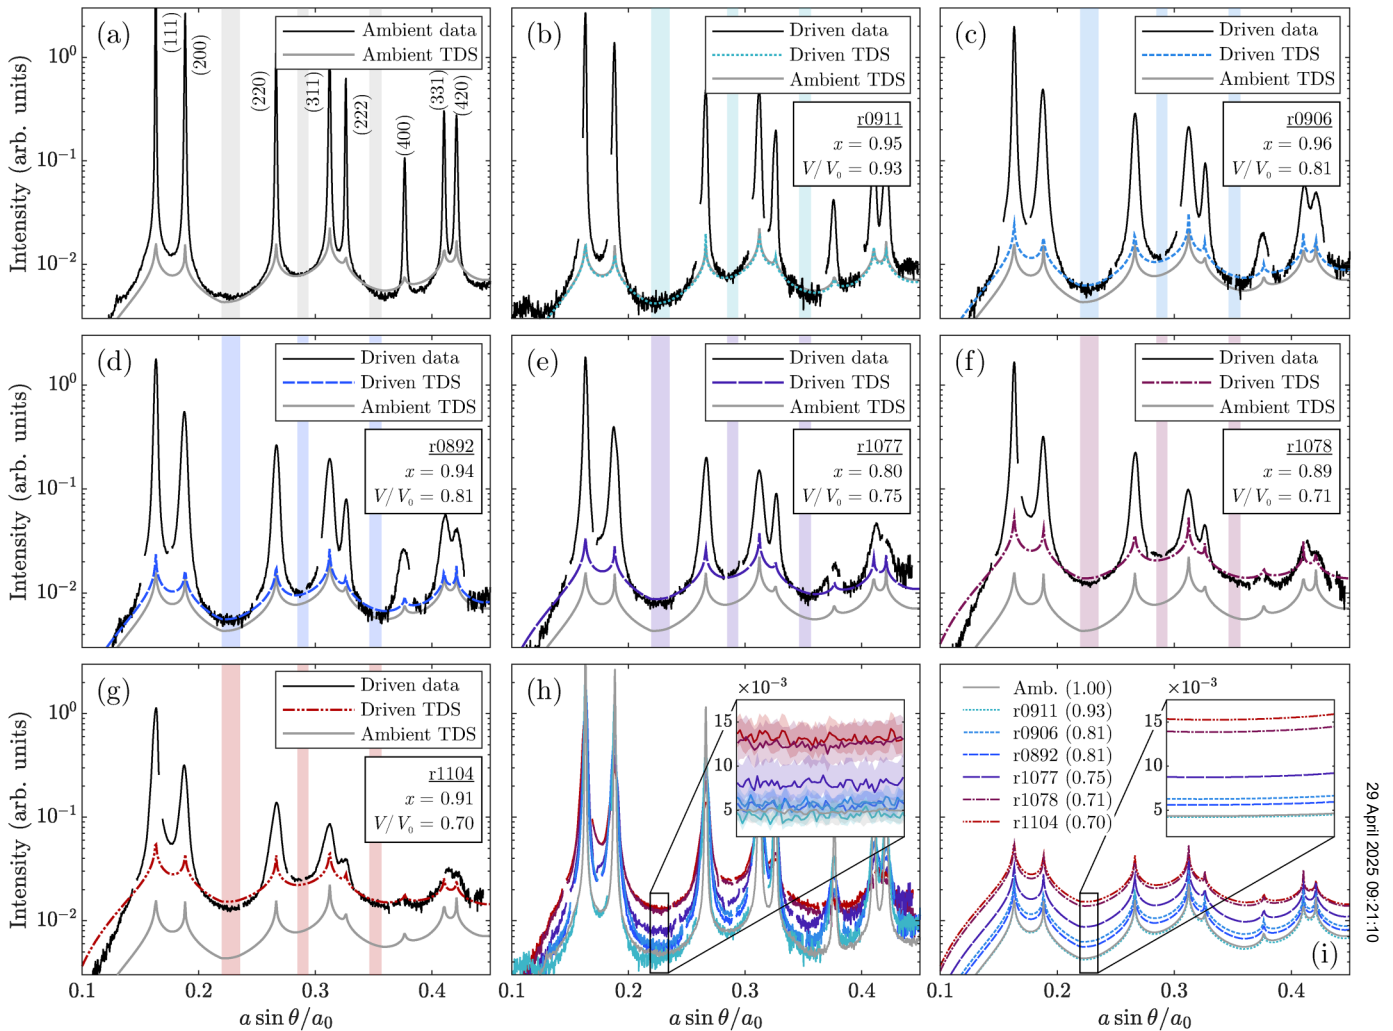 (a)
Ambient data
Ambient TDS
(111)
(200)
(220)
(311)
(222)
(400)
(331)
(420)
Intensity (arb. units)
10⁰
10⁻¹
10⁻²
(b)
Driven data
Driven TDS
Ambient TDS
r0911
x = 0.95
V/V₀ = 0.93
(c)
Driven data
Driven TDS
Ambient TDS
r0906
x = 0.96
V/V₀ = 0.81
(d)
Driven data
Driven TDS
Ambient TDS
r0892
x = 0.94
V/V₀ = 0.81
Intensity (arb. units)
10⁰
10⁻¹
10⁻²
(e)
Driven data
Driven TDS
Ambient TDS
r1077
x = 0.80
V/V₀ = 0.75
(f)
Driven data
Driven TDS
Ambient TDS
r1078
x = 0.89
V/V₀ = 0.71
(g)
Driven data
Driven TDS
Ambient TDS
r1104
x = 0.91
V/V₀ = 0.70
Intensity (arb. units)
10⁰
10⁻¹
10⁻²
0.1 0.2 0.3 0.4
a sin θ/a₀
(h)
×10⁻³
15
10
5
0.1 0.2 0.3 0.4
a sin θ/a₀
Amb. (1.00)
r0911 (0.93)
r0906 (0.81)
r0892 (0.81)
r1077 (0.75)
r1078 (0.71)
r1104 (0.70)
×10⁻³
15
10
5
(i)
0.1 0.2 0.3 0.4
a sin θ/a₀
29 April 2025 09:21:10